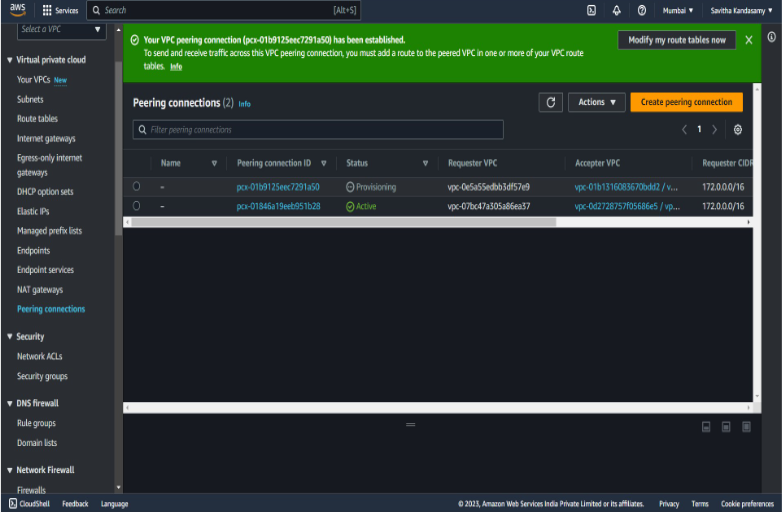 aws
Services
Search
[Alt+S]
Mumbai ▼
Savitha Kandasamy ▼
Select a VPC
▼ Virtual private cloud
Your VPCs New
Subnets
Route tables
Internet gateways
Egress-only internet
gateways
DHCP option sets
Elastic IPs
Managed prefix lists
Endpoints
Endpoint services
NAT gateways
Peering connections
▼ Security
Network ACLs
Security groups
▼ DNS firewall
Rule groups
Domain lists
▼ Network Firewall
Firewalls
Your VPC peering connection (pcx-01b9125eec7291a50) has been established.
To send and receive traffic across this VPC peering connection, you must add a route to the peered VPC in one or more of your VPC route
tables. Info
Modify my route tables now
Peering connections (2) Info
Actions ▼
Create peering connection
Filter peering connections
1
Name Peering connection ID Status Requester VPC Accepter VPC Requester CIDR
– pcx-01b9125eec7291a50 Provisioning vpc-0e5a55edbb3df57e9 vpc-01b1316083670bdd2 / v... 172.0.0.0/16
– pcx-01846a19eeb951b28 Active vpc-07bc47a305a86ea37 vpc-0d2728757f05686e5 / vp... 172.0.0.0/16
CloudShell Feedback Language
© 2023, Amazon Web Services India Private Limited or its affiliates. Privacy Terms Cookie preferences